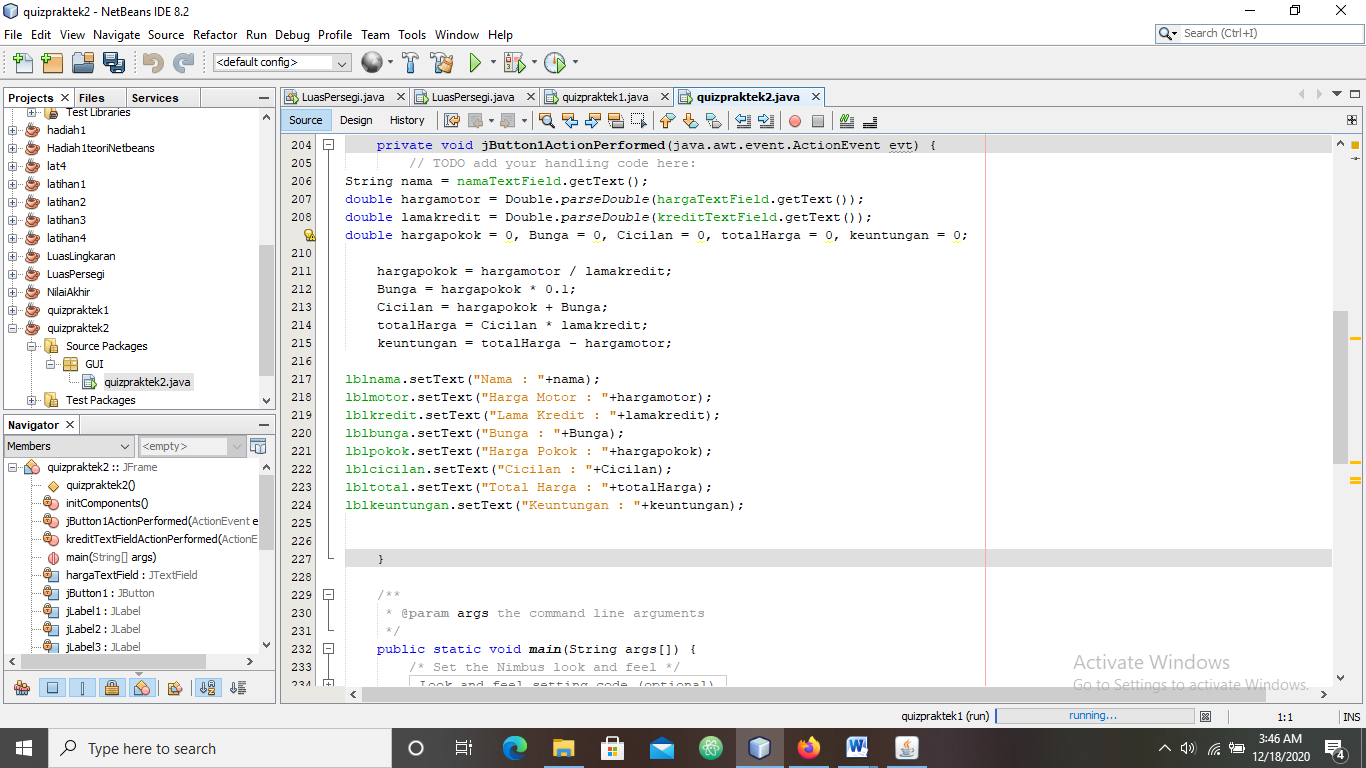 quizpraktek2 - NetBeans IDE 8.2
File Edit View Navigate Source Refactor Run Debug Profile Team Tools Window Help
Search (Ctrl+I)
<default config>
Projects Files Services
Test Libraries
hadiah1
Hadiah1teoriNetbeans
lat4
latihan1
latihan2
latihan3
latihan4
LuasLingkaran
LuasPersegi
NilaiAkhir
quizpraktek1
quizpraktek2
Source Packages
GUI
quizpraktek2.java
Test Packages
Navigator
Members <empty>
quizpraktek2 :: JFrame
quizpraktek2()
initComponents()
jButton1ActionPerformed(ActionEvent e
kreditTextFieldActionPerformed(ActionE
main(String[] args)
hargaTextField : JTextField
jButton1 : JButton
jLabel1 : JLabel
jLabel2 : JLabel
jLabel3 : JLabel
LuasPersegi.java LuasPersegi.java quizpraktek1.java quizpraktek2.java
Source Design History
204 private void jButton1ActionPerformed(java.awt.event.ActionEvent evt) {
205 // TODO add your handling code here:
206 String nama = namaTextField.getText();
207 double hargamotor = Double.parseDouble(hargaTextField.getText());
208 double lamakredit = Double.parseDouble(kreditTextField.getText());
double hargapokok = 0, Bunga = 0, Cicilan = 0, totalHarga = 0, keuntungan = 0;
210
211 hargapokok = hargamotor / lamakredit;
212 Bunga = hargapokok * 0.1;
213 Cicilan = hargapokok + Bunga;
214 totalHarga = Cicilan * lamakredit;
215 keuntungan = totalHarga - hargamotor;
216
217 lblnama.setText("Nama : "+nama);
218 lblmotor.setText("Harga Motor : "+hargamotor);
219 lblkredit.setText("Lama Kredit : "+lamakredit);
220 lblbunga.setText("Bunga : "+Bunga);
221 lblpokok.setText("Harga Pokok : "+hargapokok);
222 lblcicilan.setText("Cicilan : "+Cicilan);
223 lbltotal.setText("Total Harga : "+totalHarga);
224 lblkeuntungan.setText("Keuntungan : "+keuntungan);
225
226
227 }
228
229 /**
230 * @param args the command line arguments
231 */
232 public static void main(String args[]) {
233 /* Set the Nimbus look and feel */
234 Look and feel setting code (optional)
Activate Windows
Go to Settings to activate Windows.
quizpraktek1 (run) running... 1:1 INS
Type here to search
3:46 AM
12/18/2020
4